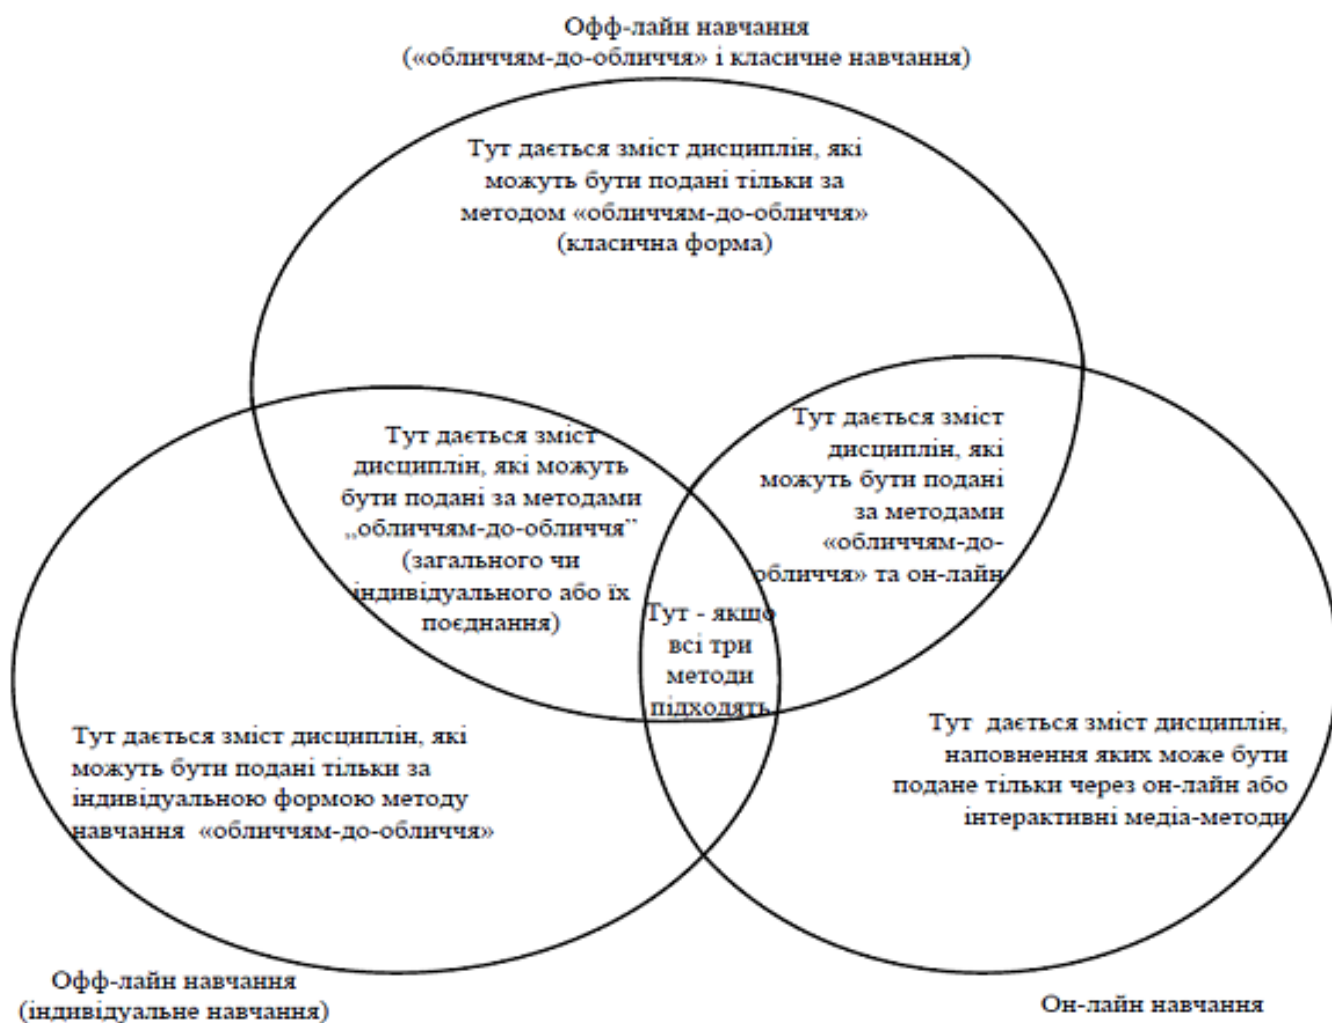 Офф-лайн навчання
(«обличчям-до-обличчя» і класичне навчання)
Тут дається зміст дисциплін, які
можуть бути подані тільки за
методом «обличчям-до-обличчя»
(класична форма)
Тут дається зміст
дисциплін, які можуть
бути подані за методами
„обличчям-до-обличчя”
(загального чи
індивідуального або їх
поєднання)
Тут дається зміст
дисциплін, які
можуть бути подані
за методами
«обличчям-до-
обличчя» та он-лайн
Тут - якщо
всі три
методи
підходять
Тут дається зміст дисциплін, які
можуть бути подані тільки за
індивідуальною формою методу
навчання «обличчям-до-обличчя»
Тут дається зміст дисциплін,
наповнення яких може бути
подане тільки через он-лайн або
інтерактивні медіа-методи
Офф-лайн навчання
(індивідуальне навчання)
Он-лайн навчання